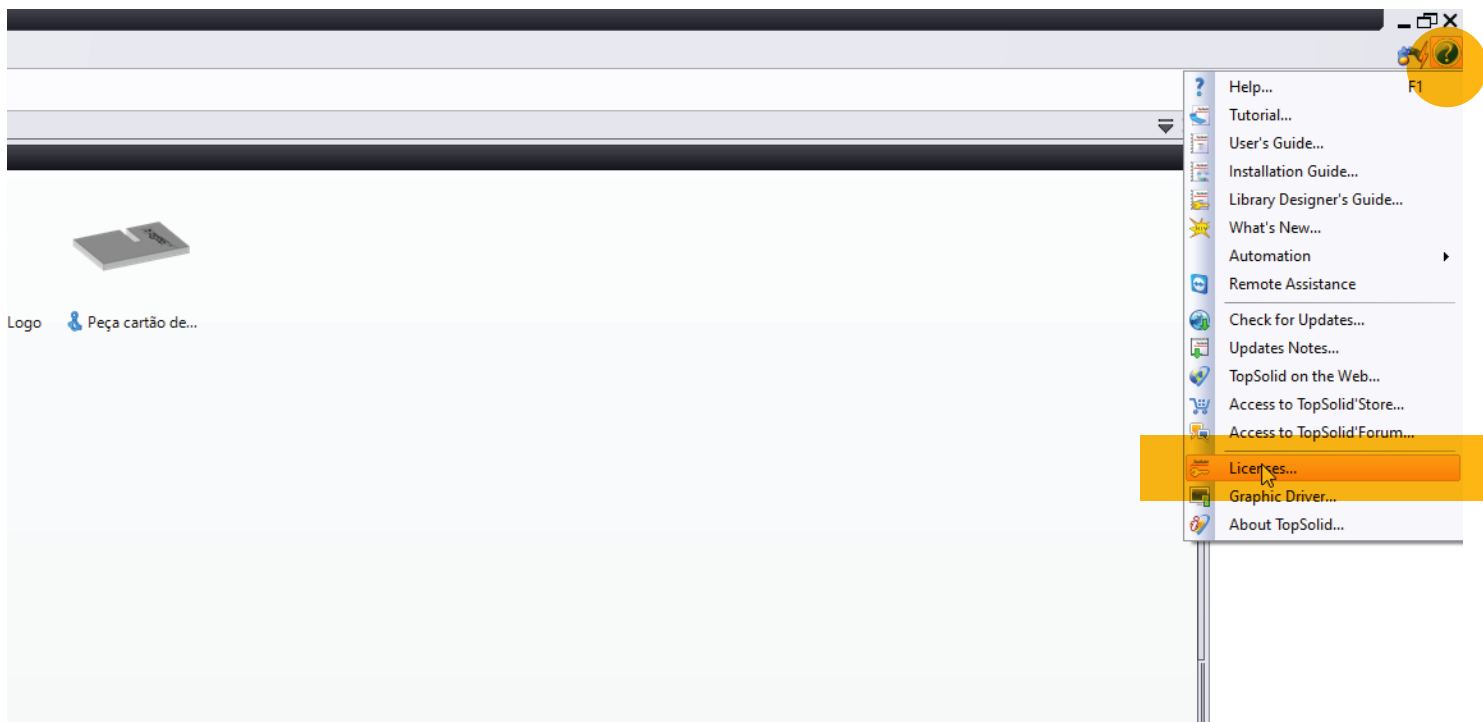 Help... F1
Tutorial...
User's Guide...
Installation Guide...
Library Designer's Guide...
What's New...
Automation
Remote Assistance
Logo Peça cartão de...
Check for Updates...
Updates Notes...
TopSolid on the Web...
Access to TopSolid'Store...
Access to TopSolid'Forum...
Licenses...
Graphic Driver...
About TopSolid...